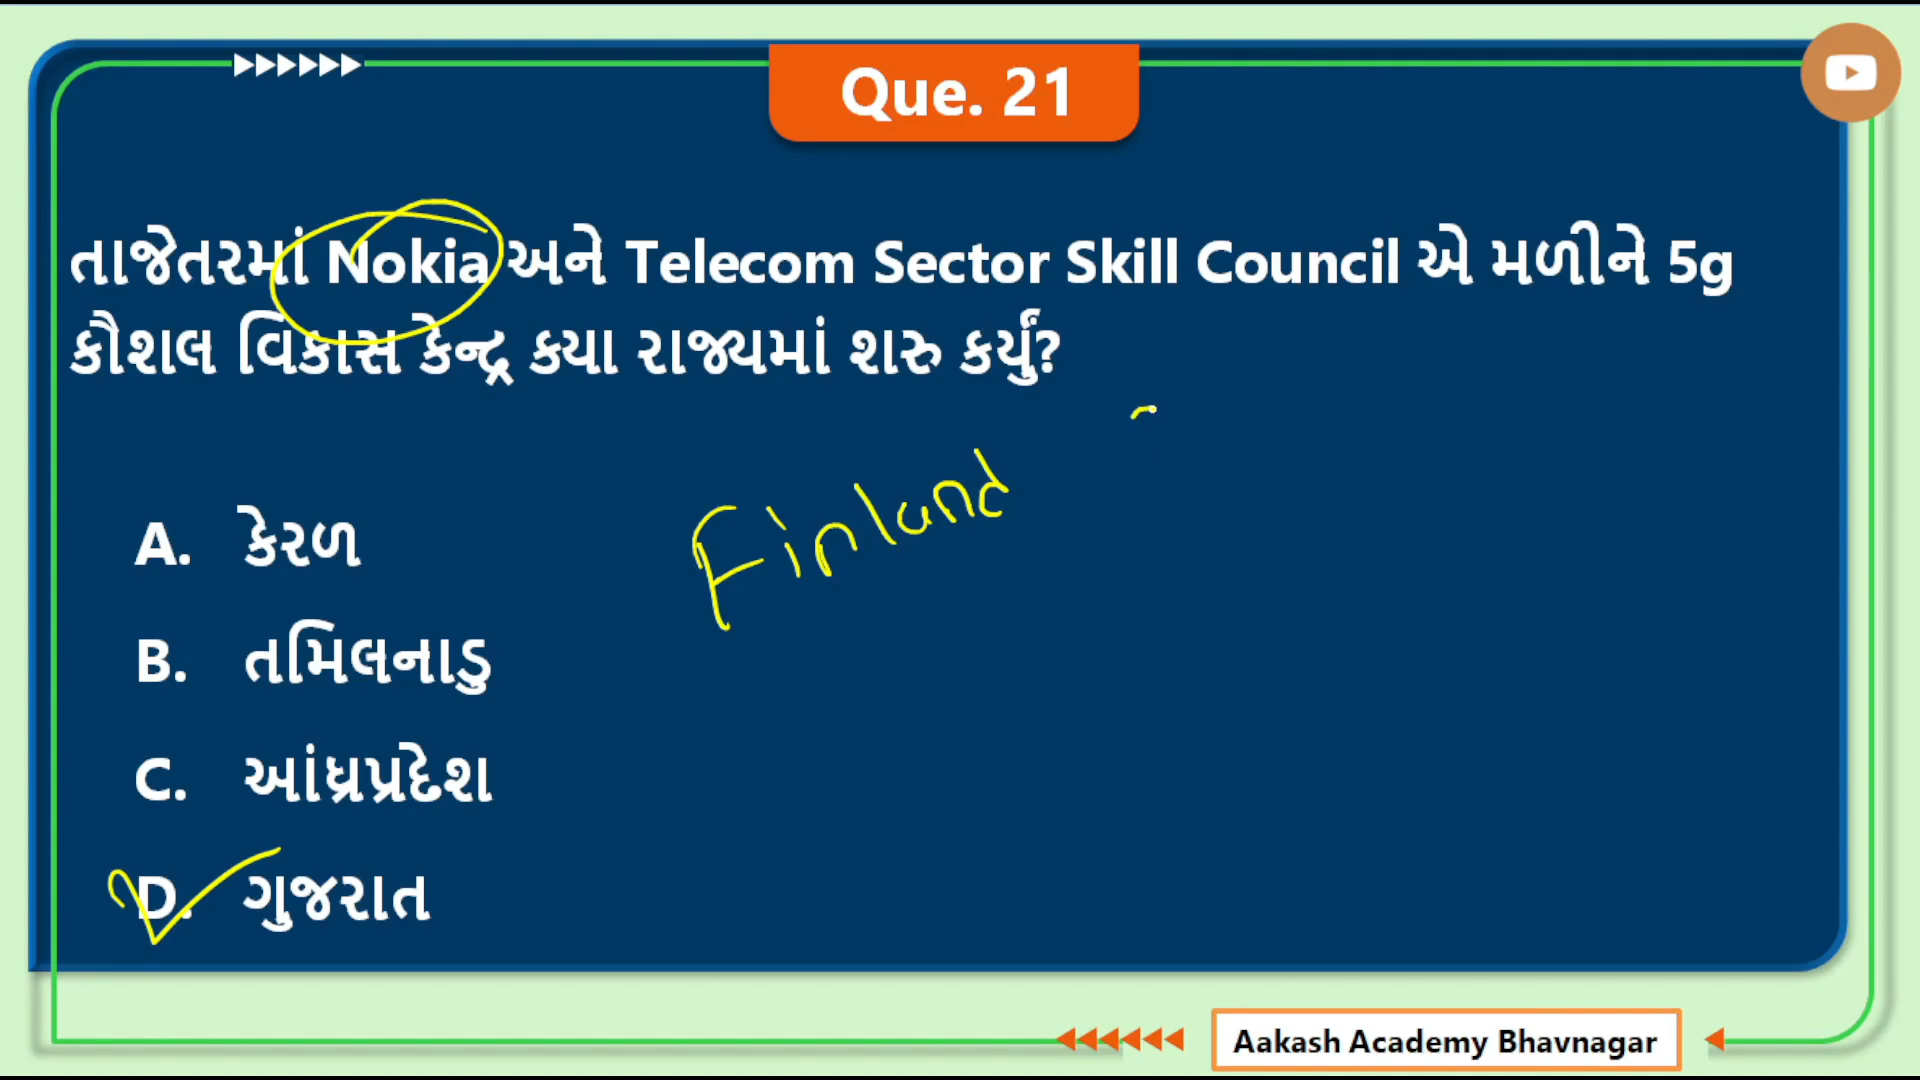 Que. 21
તાજેતરમાં Nokia અને Telecom Sector Skill Council એ મળીને 5g
કૌશલ વિકાસ કેન્દ્ર ક્યા રાજ્યમાં શરુ કર્યું?
Finland
A. કેરળ
B. તમિલનાડુ
C. આંધ્રપ્રદેશ
D. ગુજરાત
Aakash Academy Bhavnagar